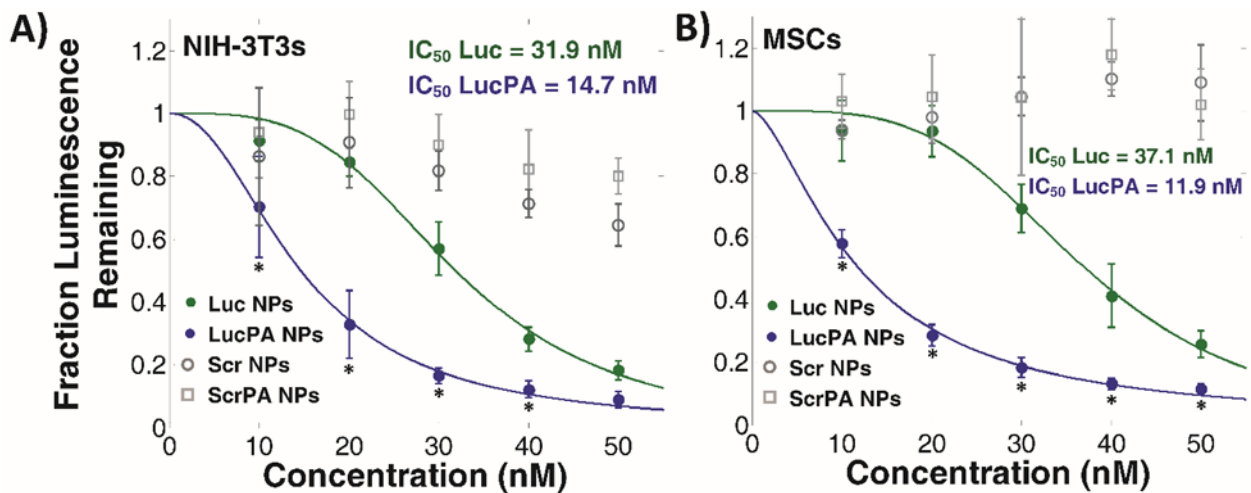 A)
NIH-3T3s
IC50 Luc = 31.9 nM
IC50 LucPA = 14.7 nM
Fraction Luminescence
Remaining
1.2
1
0.8
0.6
0.4
0.2
0
* * * *
Luc NPs
LucPA NPs
Scr NPs
ScrPA NPs
0 10 20 30 40 50
Concentration (nM)
B)
MSCs
IC50 Luc = 37.1 nM
IC50 LucPA = 11.9 nM
1.2
1
0.8
0.6
0.4
0.2
0
* * * * *
Luc NPs
LucPA NPs
Scr NPs
ScrPA NPs
0 10 20 30 40 50
Concentration (nM)